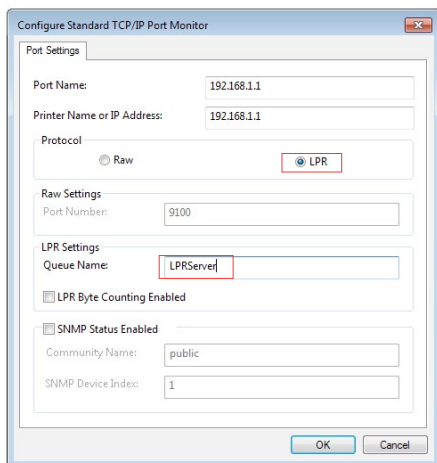 Configure Standard TCP/IP Port Monitor
Port Settings
Port Name: 192.168.1.1
Printer Name or IP Address: 192.168.1.1
Protocol
Raw LPR
Raw Settings
Port Number: 9100
LPR Settings
Queue Name: LPRServer
LPR Byte Counting Enabled
SNMP Status Enabled
Community Name: public
SNMP Device Index: 1
OK Cancel